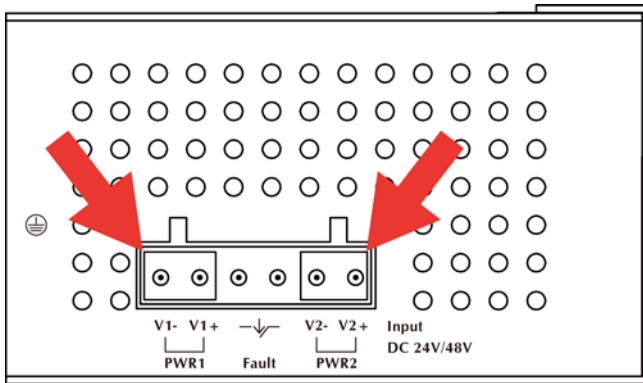 V1- V1+ V2- V2+ Input
DC 24V/48V
PWR1 Fault PWR2